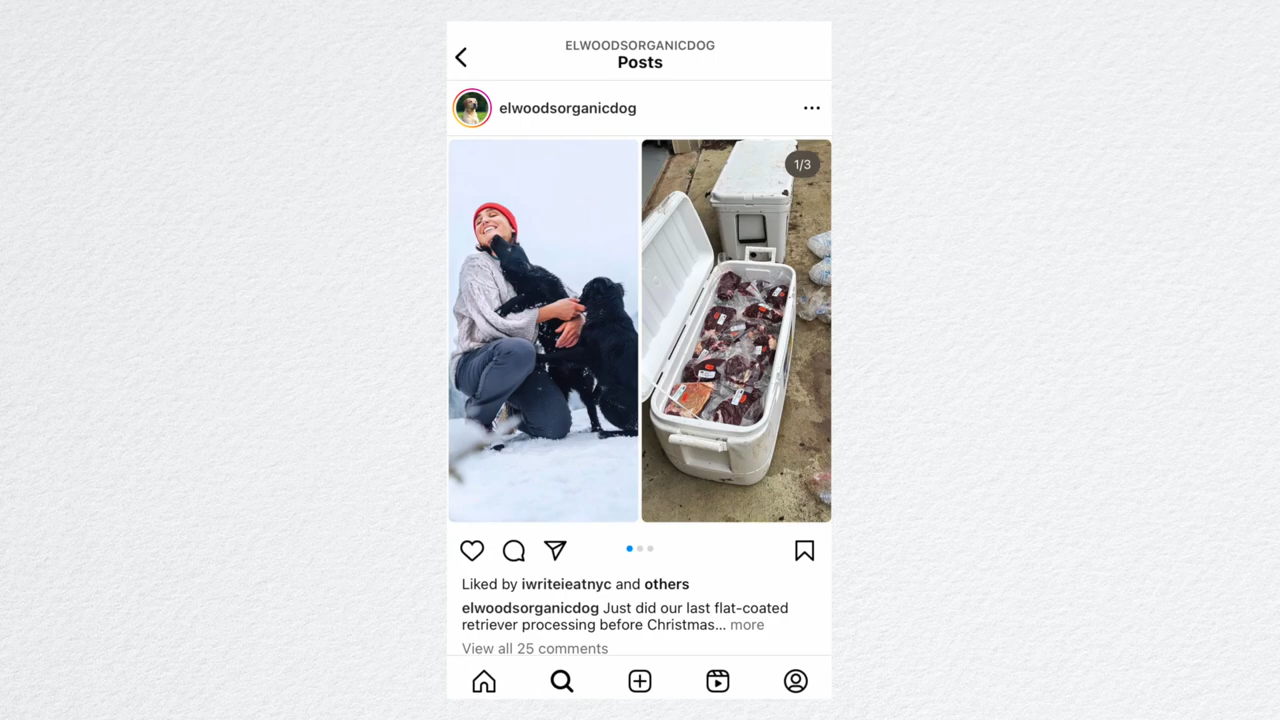 ELWOODSORGANICDOG
Posts
elwoodsorganicdog
1/3
Liked by iwriteieatnyc and others
elwoodsorganicdog Just did our last flat-coated
retriever processing before Christmas... more
View all 25 comments